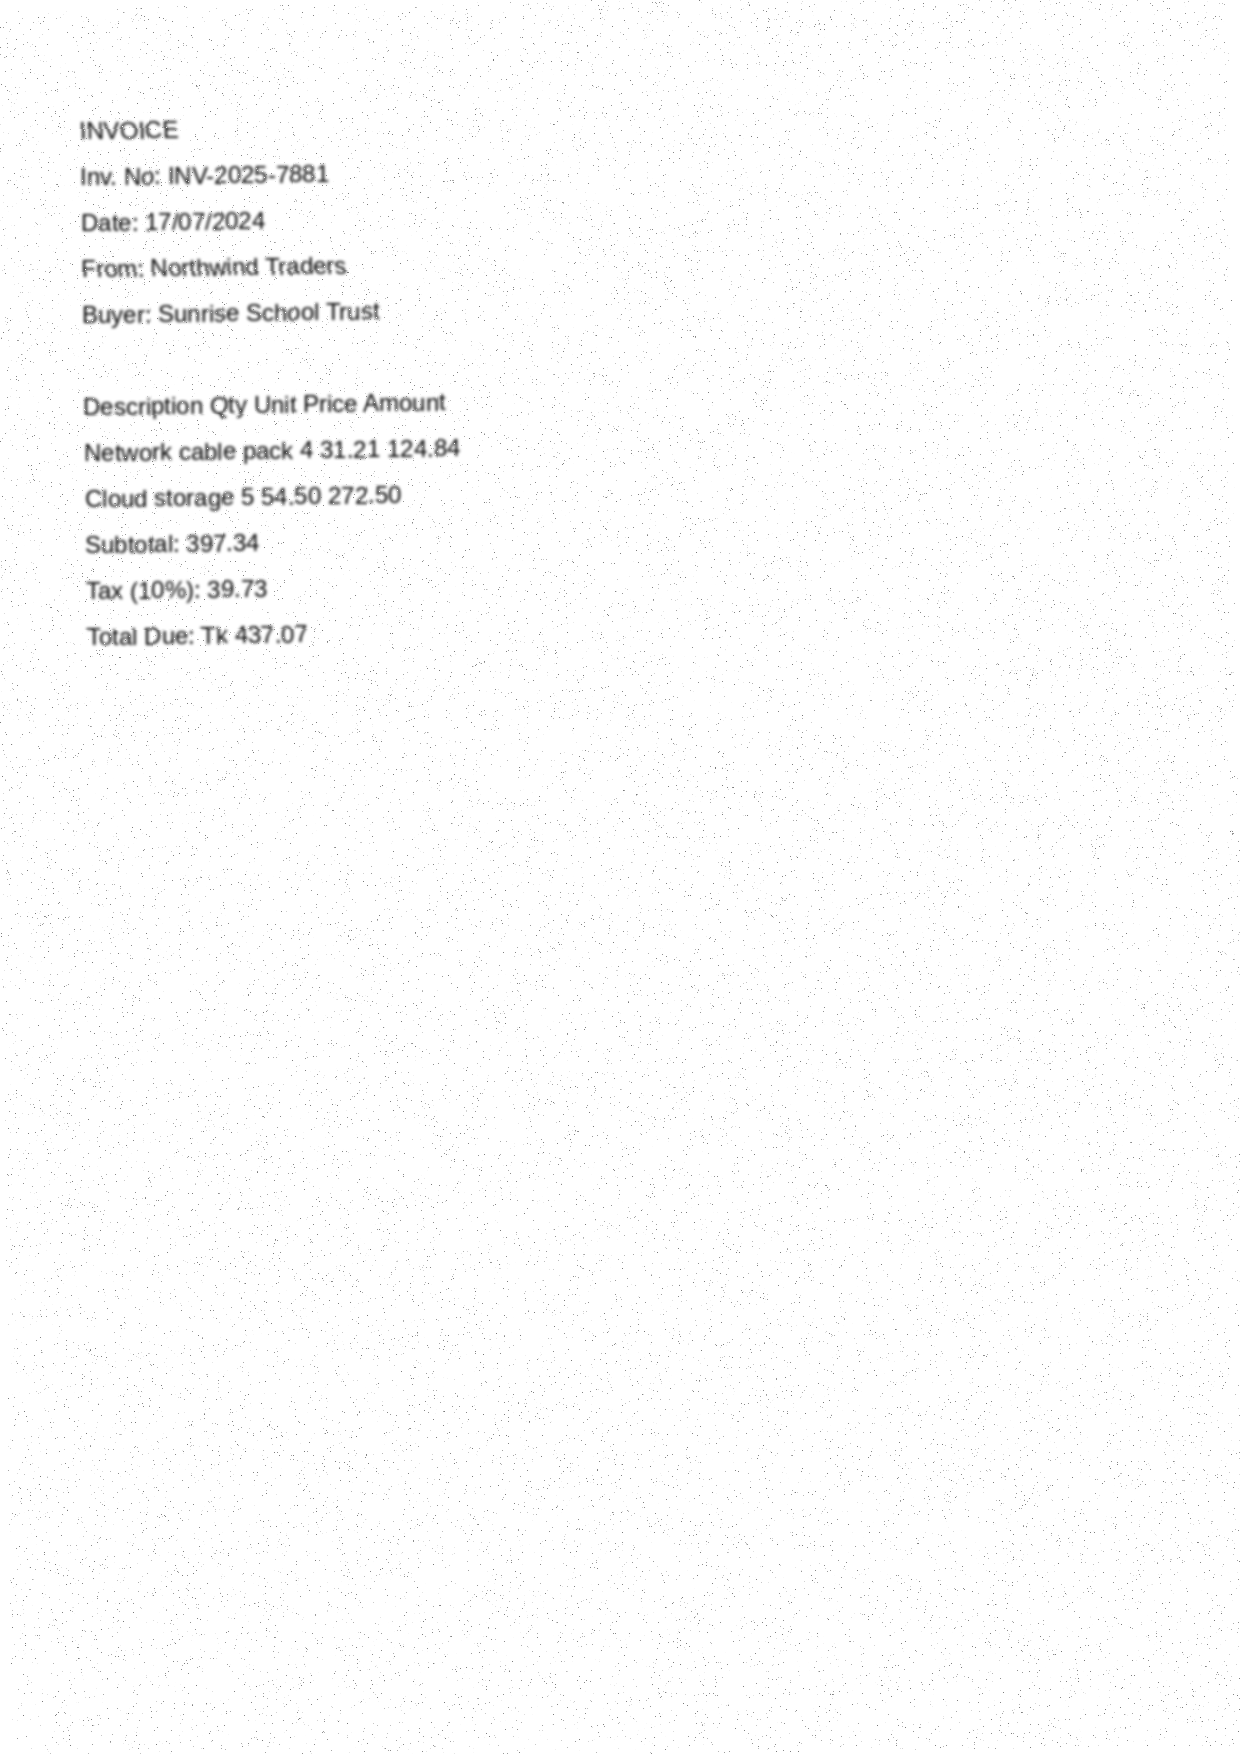 INVOICE
Inv. No: INV-2025-7881
Date: 17/07/2024
From: Northwind Traders
Buyer: Sunrise School Trust
Description Qty Unit Price Amount
Network cable pack 4 31.21 124.84
Cloud storage 5 54.50 272.50
Subtotal: 397.34
Tax (10%): 39.73
Total Due: Tk 437.07